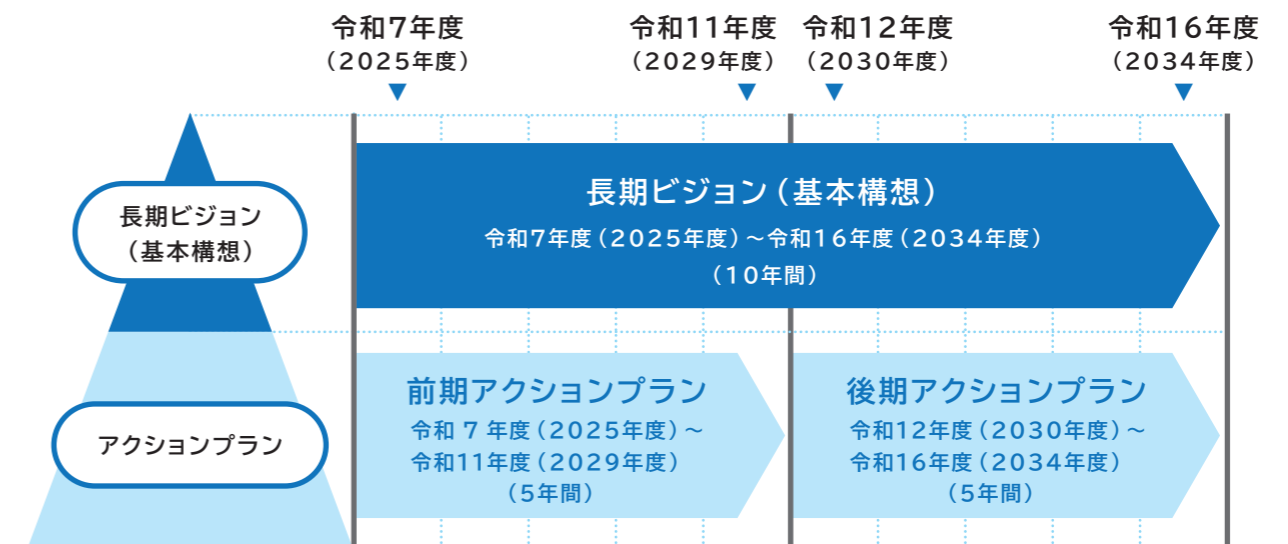 令和7年度
（2025年度）
令和11年度
（2029年度）
令和12年度
（2030年度）
令和16年度
（2034年度）
長期ビジョン
（基本構想）
長期ビジョン（基本構想）
令和7年度（2025年度）～令和16年度（2034年度）
（10年間）
アクションプラン
前期アクションプラン
令和 7 年度（2025年度）～
令和11年度（2029年度）
（5年間）
後期アクションプラン
令和12年度（2030年度）～
令和16年度（2034年度）
（5年間）